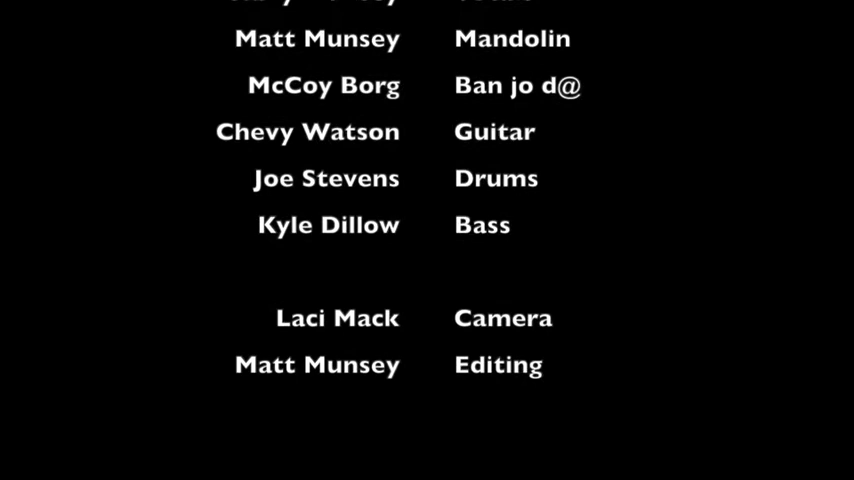 Matt Munsey Mandolin
McCoy Borg Ban jo d@
Chevy Watson Guitar
Joe Stevens Drums
Kyle Dillow Bass
Laci Mack Camera
Matt Munsey Editing